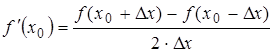 f'(x₀) = (f(x₀ + Δx) − f(x₀ − Δx)) / (2 · Δx)